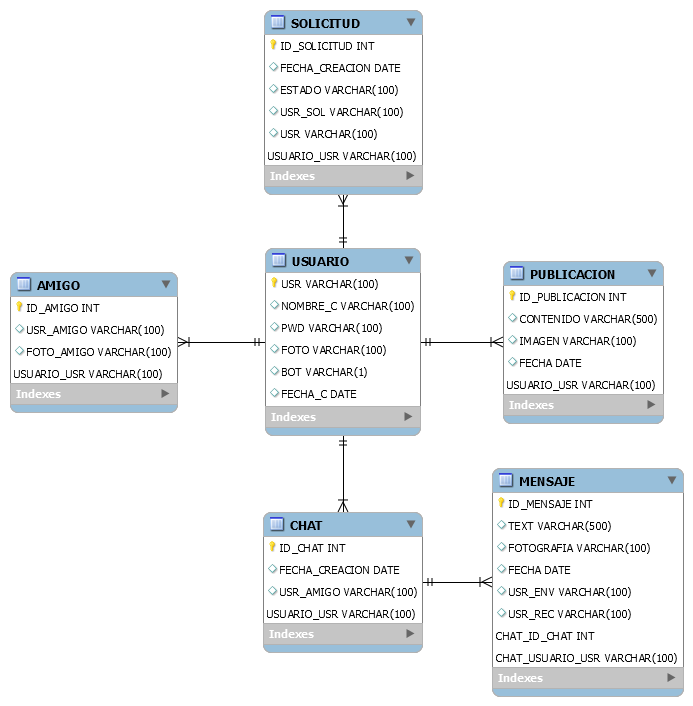 SOLICITUD
ID_SOLICITUD INT
FECHA_CREACION DATE
ESTADO VARCHAR(100)
USR_SOL VARCHAR(100)
USR VARCHAR(100)
USUARIO_USR VARCHAR(100)
Indexes
AMIGO
ID_AMIGO INT
USR_AMIGO VARCHAR(100)
FOTO_AMIGO VARCHAR(100)
USUARIO_USR VARCHAR(100)
Indexes
USUARIO
USR VARCHAR(100)
NOMBRE_C VARCHAR(100)
PWD VARCHAR(100)
FOTO VARCHAR(100)
BOT VARCHAR(1)
FECHA_C DATE
Indexes
PUBLICACION
ID_PUBLICACION INT
CONTENIDO VARCHAR(500)
IMAGEN VARCHAR(100)
FECHA DATE
USUARIO_USR VARCHAR(100)
Indexes
CHAT
ID_CHAT INT
FECHA_CREACION DATE
USR_AMIGO VARCHAR(100)
USUARIO_USR VARCHAR(100)
Indexes
MENSAJE
ID_MENSAJE INT
TEXT VARCHAR(500)
FOTOGRAFIA VARCHAR(100)
FECHA DATE
USR_ENV VARCHAR(100)
USR_REC VARCHAR(100)
CHAT_ID_CHAT INT
CHAT_USUARIO_USR VARCHAR(100)
Indexes